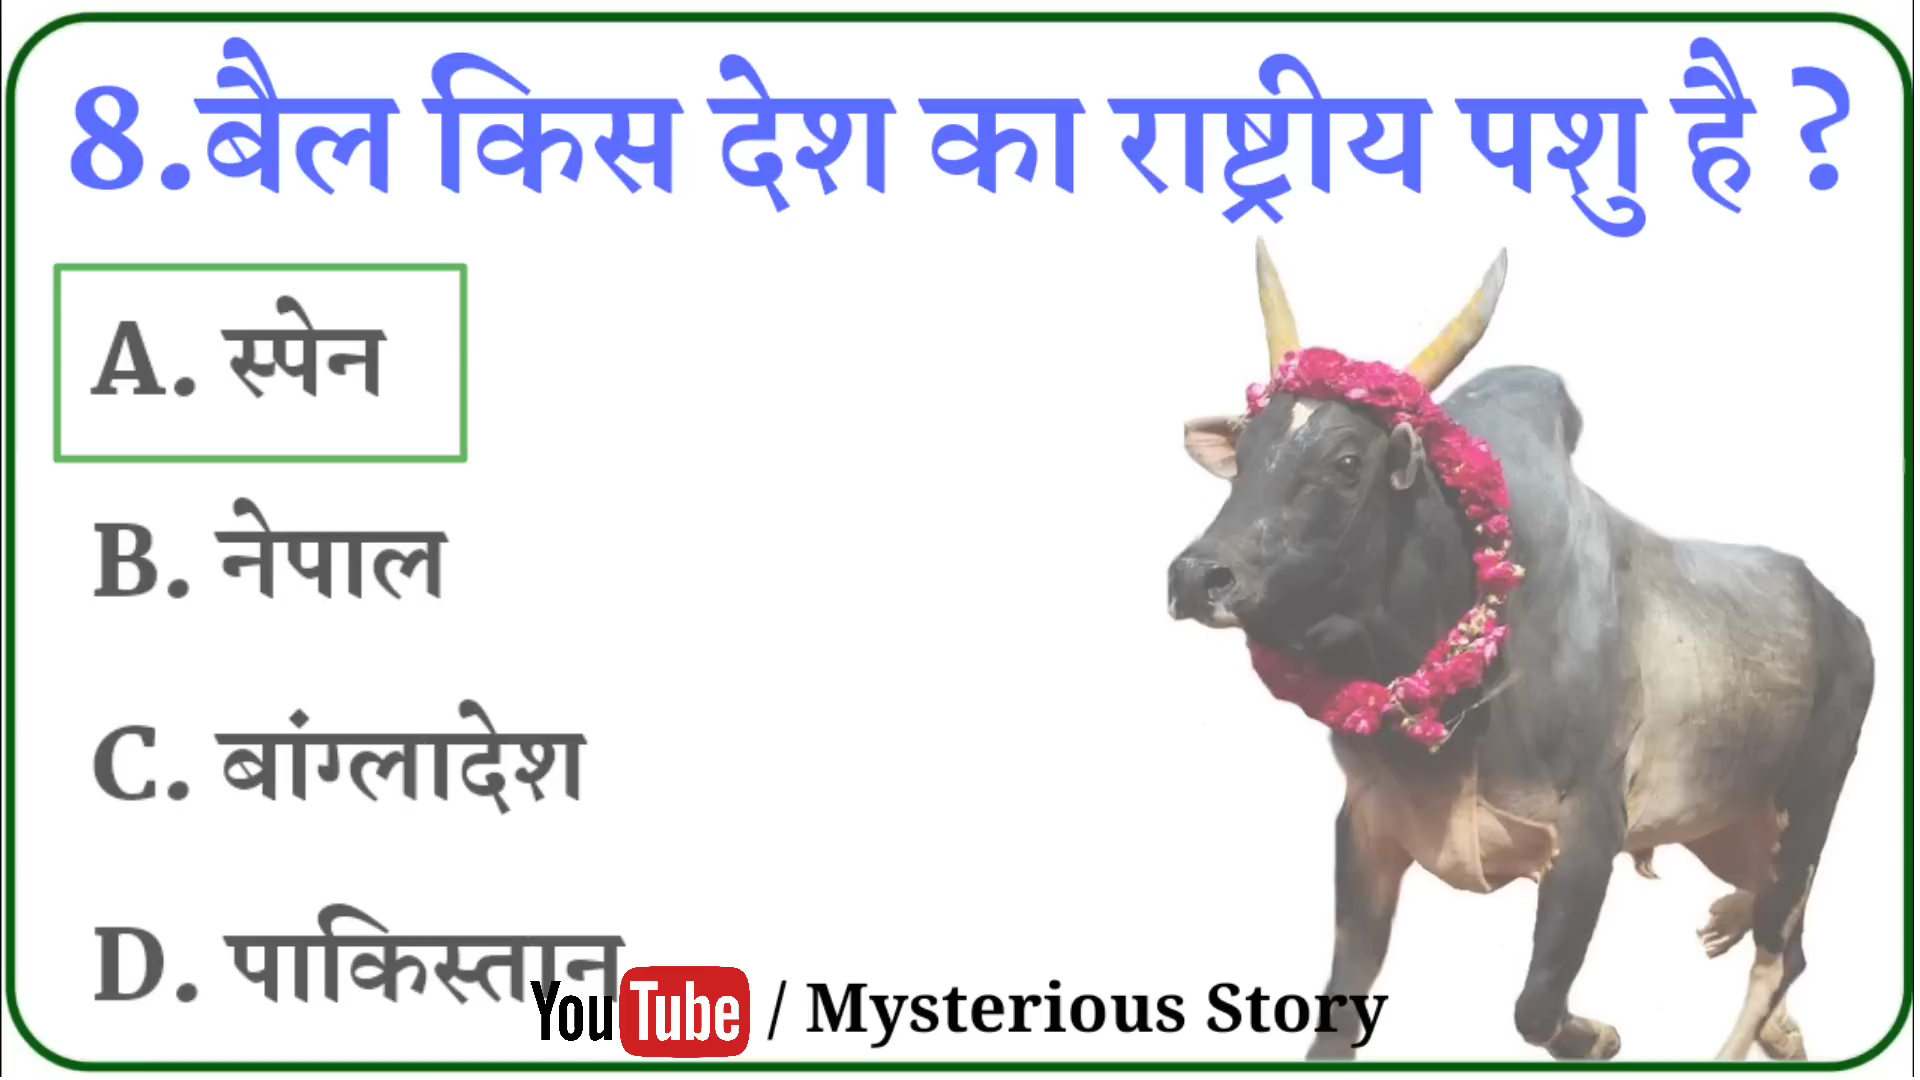 8.बैल किस देश का राष्ट्रीय पशु है ?
A. स्पेन
B. नेपाल
C. बांग्लादेश
D. पाकिस्तान
YouTube / Mysterious Story